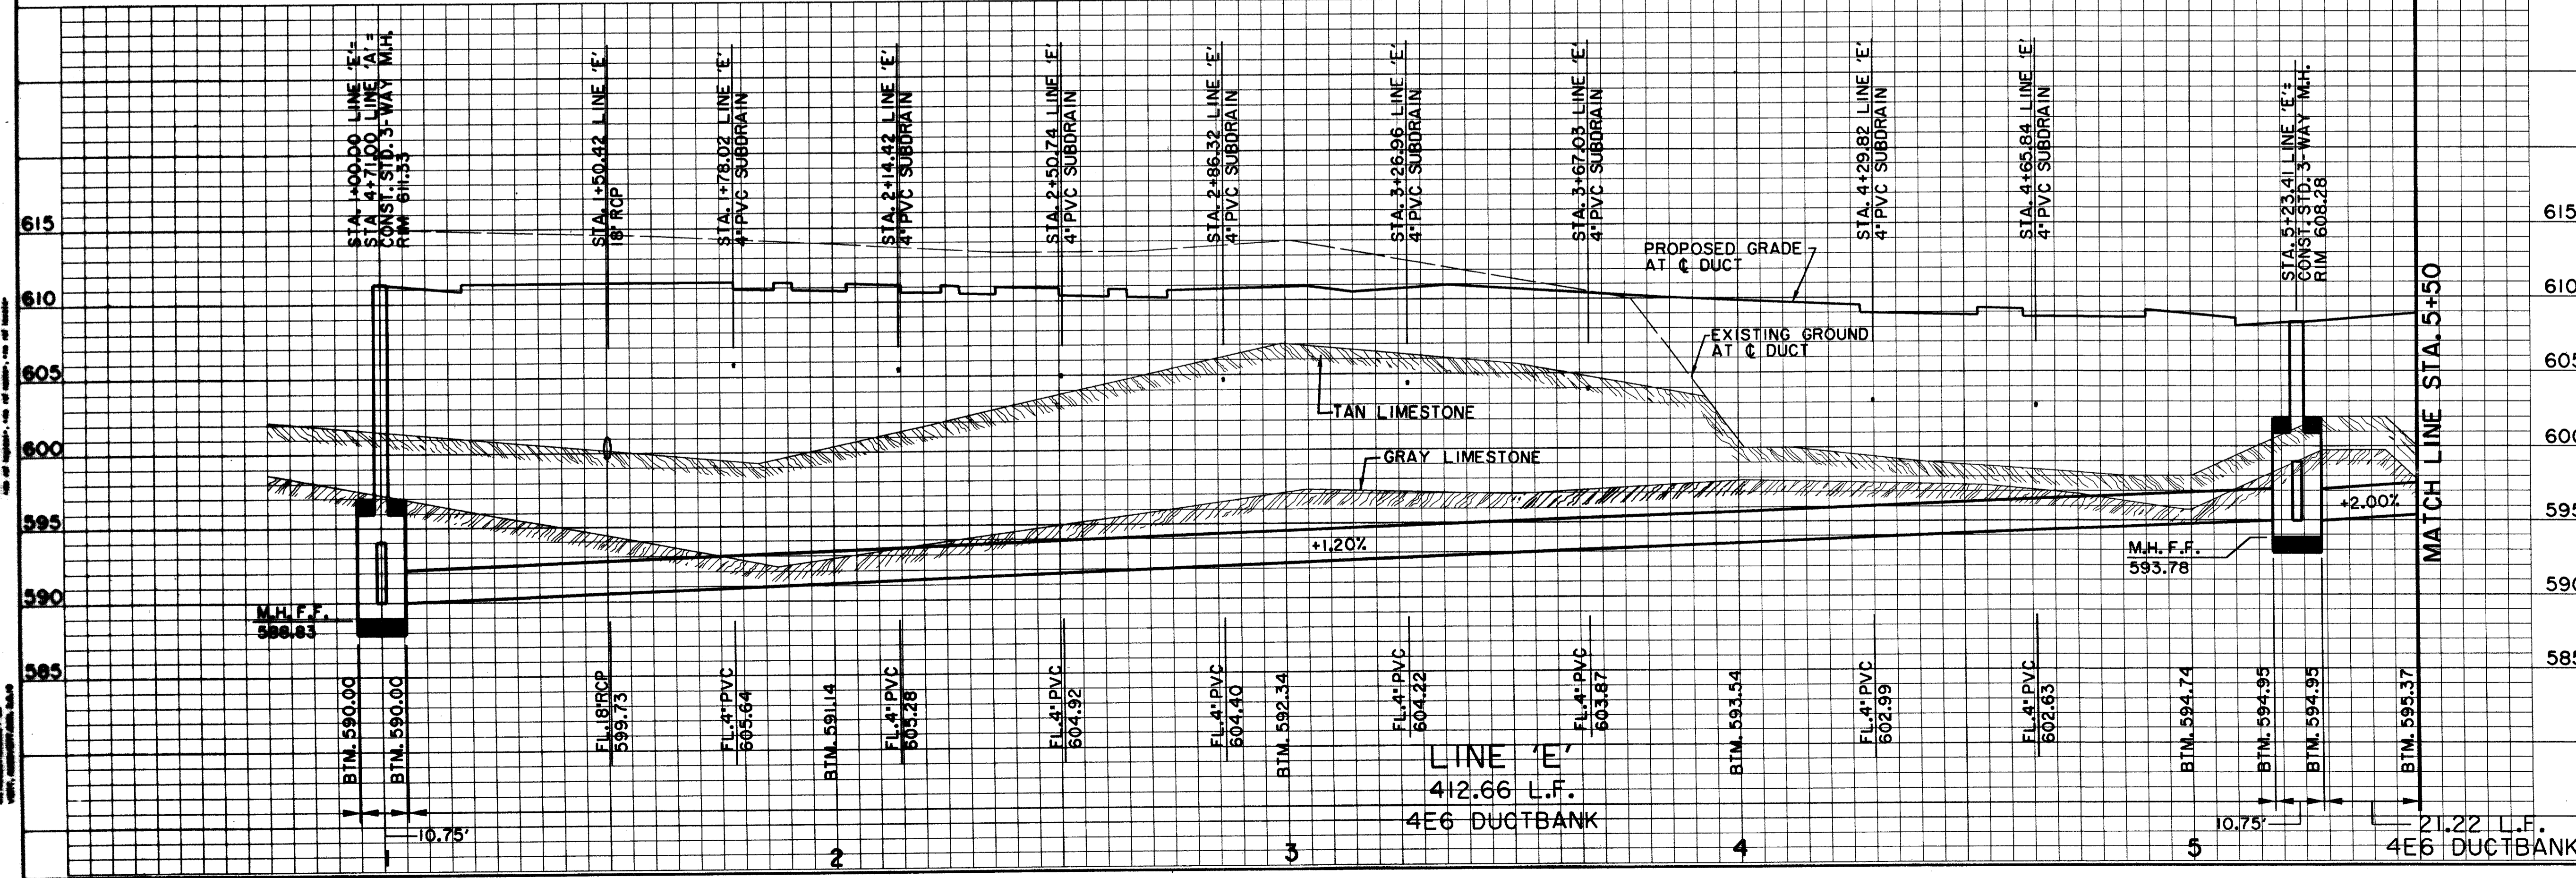 STA. 1+00.00 LINE 'E'=
STA 4+71.00 LINE 'A' =
CONST. STD. 3-WAY M.H.
RIM 611.33
STA. 1+50.42 LINE 'E'
18" RCP
STA. 1+78.02 LINE 'E'
4" PVC SUBDRAIN
STA. 2+14.42 LINE 'E'
4" PVC SUBDRAIN
STA. 2+50.74 LINE 'E'
4" PVC SUBDRAIN
STA. 2+86.32 LINE 'E'
4" PVC SUBDRAIN
STA. 3+26.96 LINE 'E'
4" PVC SUBDRAIN
STA. 3+67.03 LINE 'E'
4" PVC SUBDRAIN
STA. 4+29.82 LINE 'E'
4" PVC SUBDRAIN
STA. 4+65.84 LINE 'E'
4" PVC SUBDRAIN
STA. 5+23.41 LINE 'E'=
CONST. STD. 3-WAY M.H.
RIM 608.28
615
610
605
600
595
590
585
615
610
605
600
595
590
585
PROPOSED GRADE
AT ℄ DUCT
EXISTING GROUND
AT ℄ DUCT
TAN LIMESTONE
GRAY LIMESTONE
+1.20%
+2.00%
M.H. F.F.
588.83
M.H. F.F.
593.78
MATCH LINE STA. 5+50
BTM. 590.00
BTM. 590.00
FL. 18" RCP
599.73
FL. 4" PVC
605.64
BTM. 591.14
FL. 4" PVC
605.28
FL. 4" PVC
604.92
FL. 4" PVC
604.40
BTM. 592.34
FL. 4" PVC
604.22
FL. 4" PVC
603.87
BTM. 593.54
FL. 4" PVC
602.99
FL. 4" PVC
602.63
BTM. 594.74
BTM. 594.95
BTM. 594.95
BTM. 595.37
LINE 'E'
412.66 L.F.
4E6 DUCTBANK
10.75'
10.75'
21.22 L.F.
4E6 DUCTBANK
1
2
3
4
5